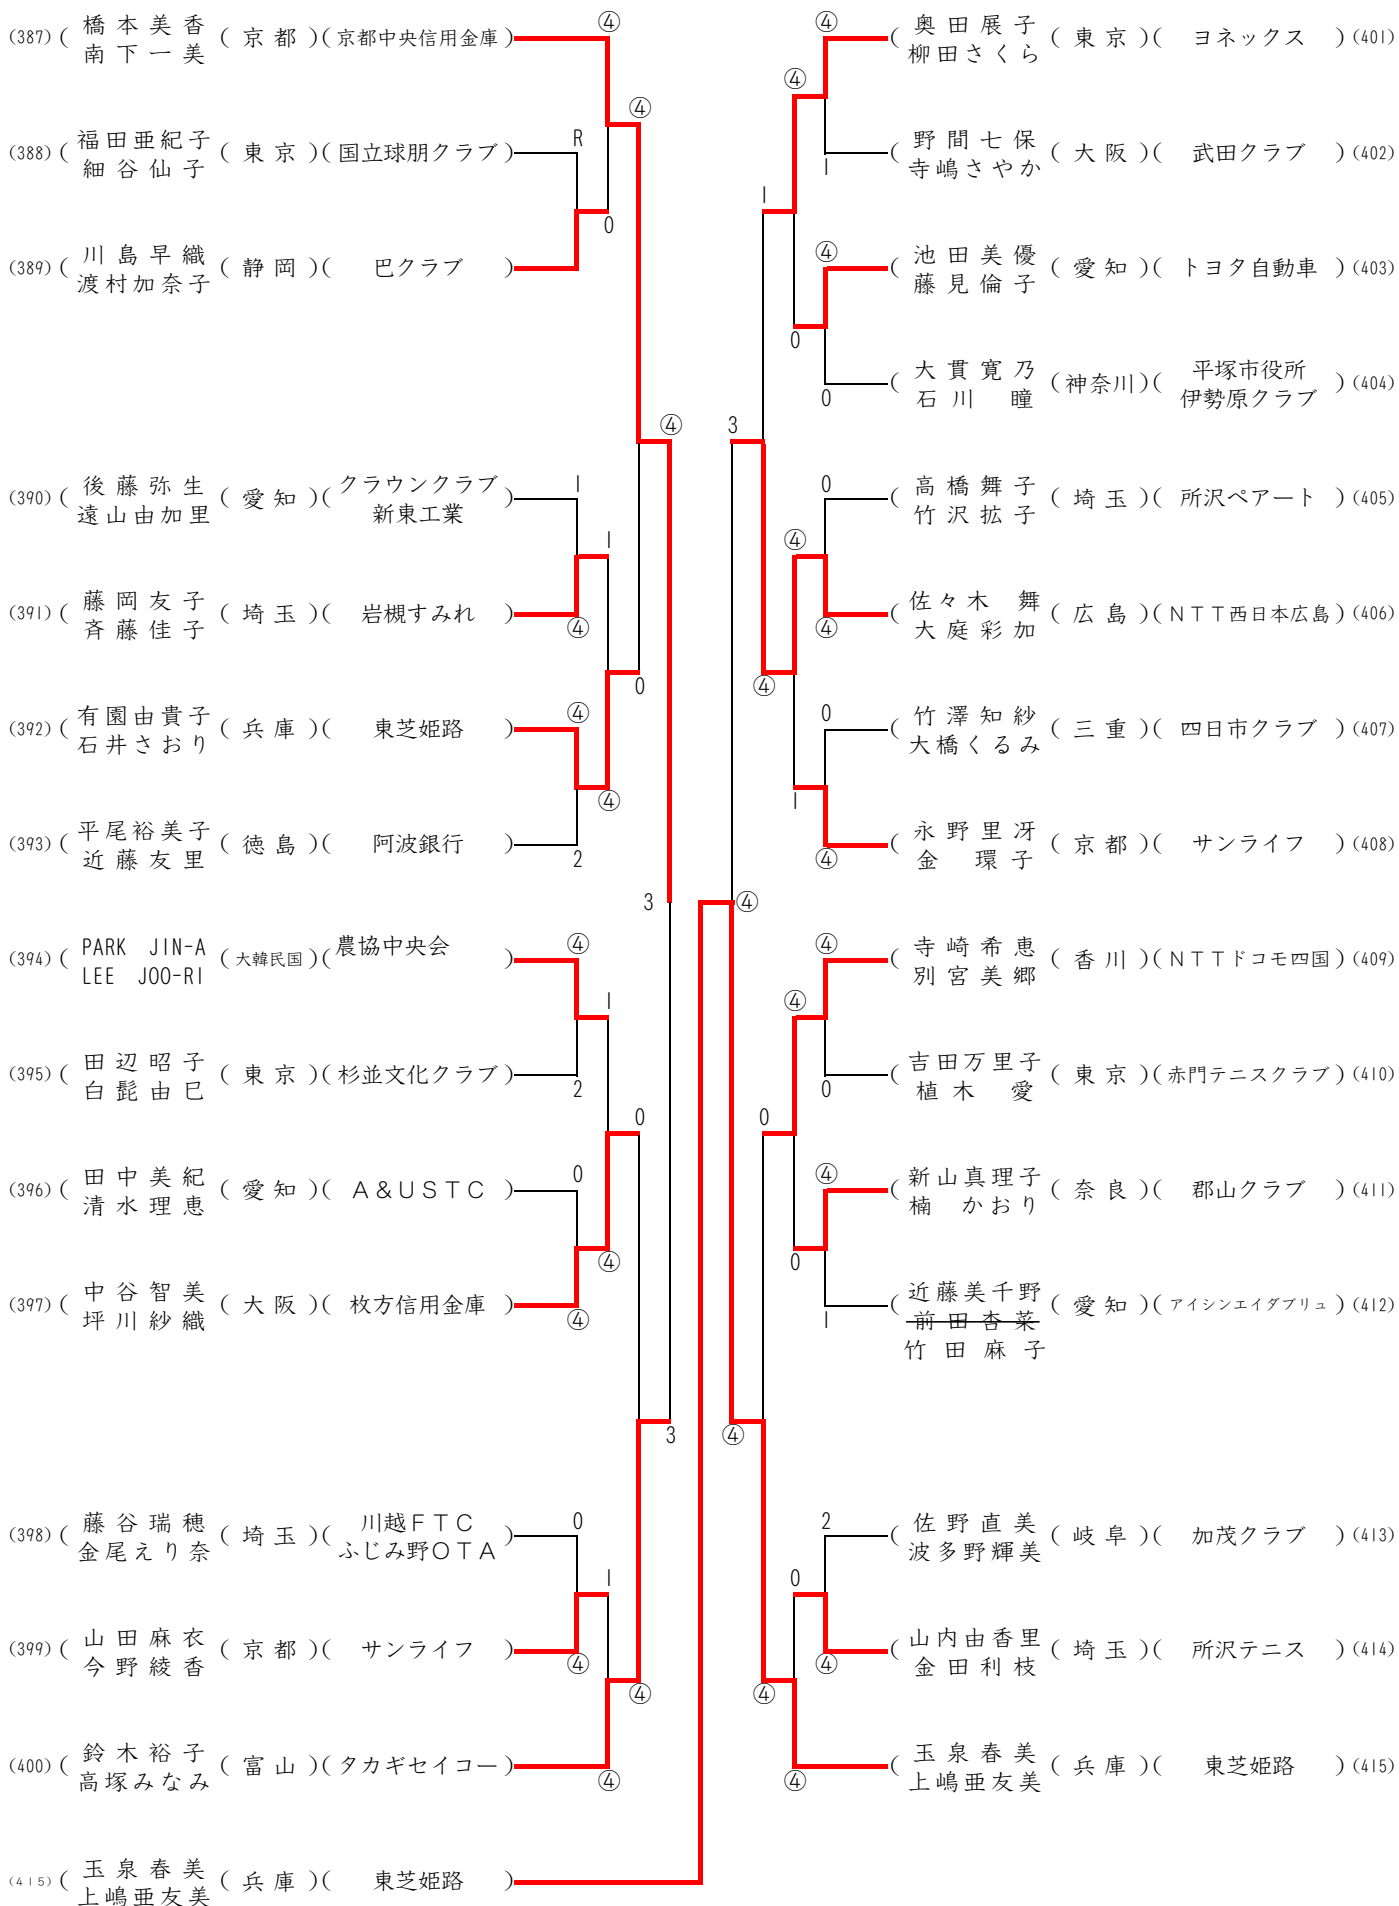 (387) ( 橋本美香 南下一美 ( 京都 ) ( 京都中央信用金庫 ) ④
④
(388) ( 福田亜紀子 細谷仙子 ( 東京 ) ( 国立球朋クラブ ) R
0
(389) ( 川島早織 渡村加奈子 ( 静岡 ) ( 巴クラブ )
④
(390) ( 後藤弥生 遠山由加里 ( 愛知 ) ( クラウンクラブ 新東工業 1
1
(391) ( 藤岡友子 斉藤佳子 ( 埼玉 ) ( 岩槻すみれ ) ④
0
(392) ( 有園由貴子 石井さおり ( 兵庫 ) ( 東芝姫路 ) ④
④
(393) ( 平尾裕美子 近藤友里 ( 徳島 ) ( 阿波銀行 ) 2
3
(394) ( PARK JIN-A LEE JOO-RI ( 大韓民国 ) ( 農協中央会 ) ④
1
(395) ( 田辺昭子 白髭由巳 ( 東京 ) ( 杉並文化クラブ ) 2
0
(396) ( 田中美紀 清水理恵 ( 愛知 ) ( A&USTC ) 0
④
(397) ( 中谷智美 坪川紗織 ( 大阪 ) ( 枚方信用金庫 ) ④
3
(398) ( 藤谷瑞穂 金尾えり奈 ( 埼玉 ) ( 川越FTC ふじみ野OTA ) 0
1
(399) ( 山田麻衣 今野綾香 ( 京都 ) ( サンライフ ) ④
④
(400) ( 鈴木裕子 高塚みなみ ( 富山 ) ( タカギセイコー ) ④
(415) ( 玉泉春美 上嶋亜友美 ( 兵庫 ) ( 東芝姫路 )
④ ( 奥田展子 柳田さくら ( 東京 ) ( ヨネックス ) (401)
④
1 ( 野間七保 寺嶋さやか ( 大阪 ) ( 武田クラブ ) (402)
1
④ ( 池田美優 藤見倫子 ( 愛知 ) ( トヨタ自動車 ) (403)
0
0 ( 大貫寛乃 石川瞳 ( 神奈川 ) ( 平塚市役所 伊勢原クラブ ) (404)
3
0 ( 高橋舞子 竹沢拡子 ( 埼玉 ) ( 所沢ペアート ) (405)
④
④ ( 佐々木舞 大庭彩加 ( 広島 ) ( NTT西日本広島 ) (406)
④
0 ( 竹澤知紗 大橋くるみ ( 三重 ) ( 四日市クラブ ) (407)
1
④ ( 永野里冴 金環子 ( 京都 ) ( サンライフ ) (408)
④
④ ( 寺崎希恵 別宮美郷 ( 香川 ) ( NTTドコモ四国 ) (409)
④
0 ( 吉田万里子 植木愛 ( 東京 ) ( 赤門テニスクラブ ) (410)
0
④ ( 新山真理子 楠かおり ( 奈良 ) ( 郡山クラブ ) (411)
0
1 ( 近藤美千野 前田杏菜 竹田麻子 ( 愛知 ) ( アイシンエイダブリュ ) (412)
④
2 ( 佐野直美 波多野輝美 ( 岐阜 ) ( 加茂クラブ ) (413)
0
④ ( 山内由香里 金田利枝 ( 埼玉 ) ( 所沢テニス ) (414)
④
④ ( 玉泉春美 上嶋亜友美 ( 兵庫 ) ( 東芝姫路 ) (415)